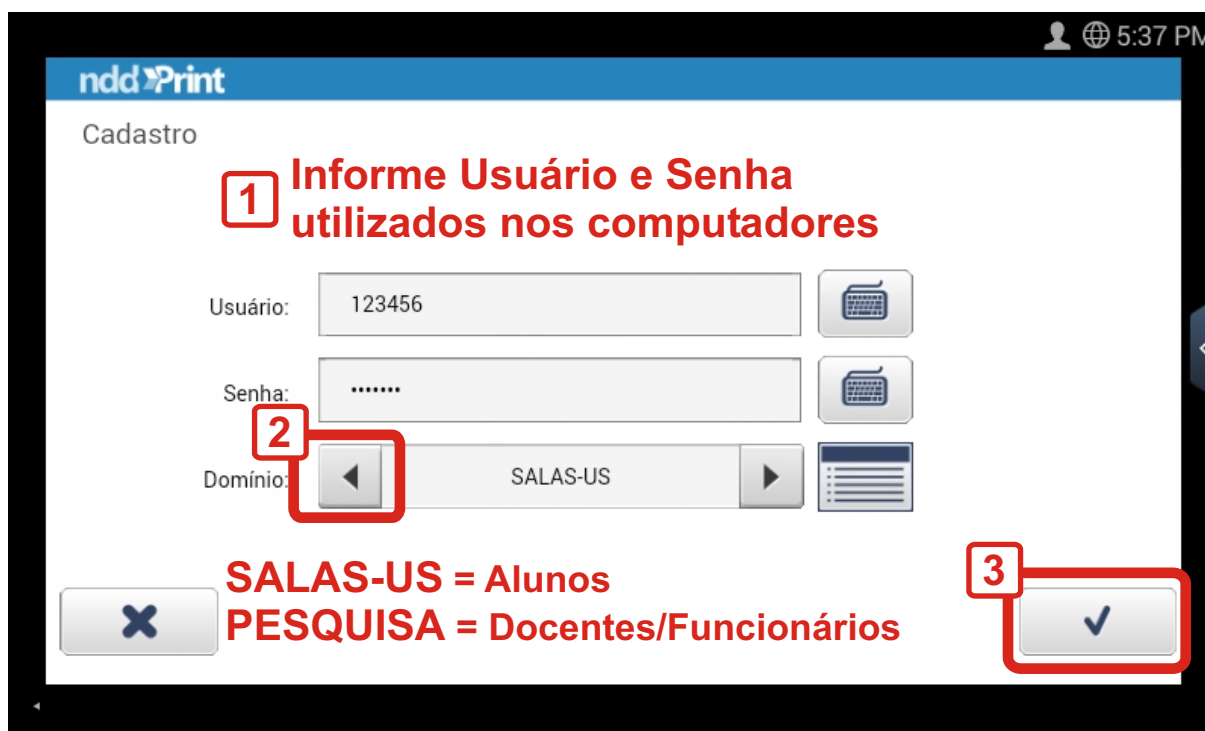 5:37 PM
ndd Print
Cadastro
1 Informe Usuário e Senha
utilizados nos computadores
Usuário: 123456
Senha: •••••••
2
Domínio: SALAS-US
SALAS-US = Alunos
PESQUISA = Docentes/Funcionários
3